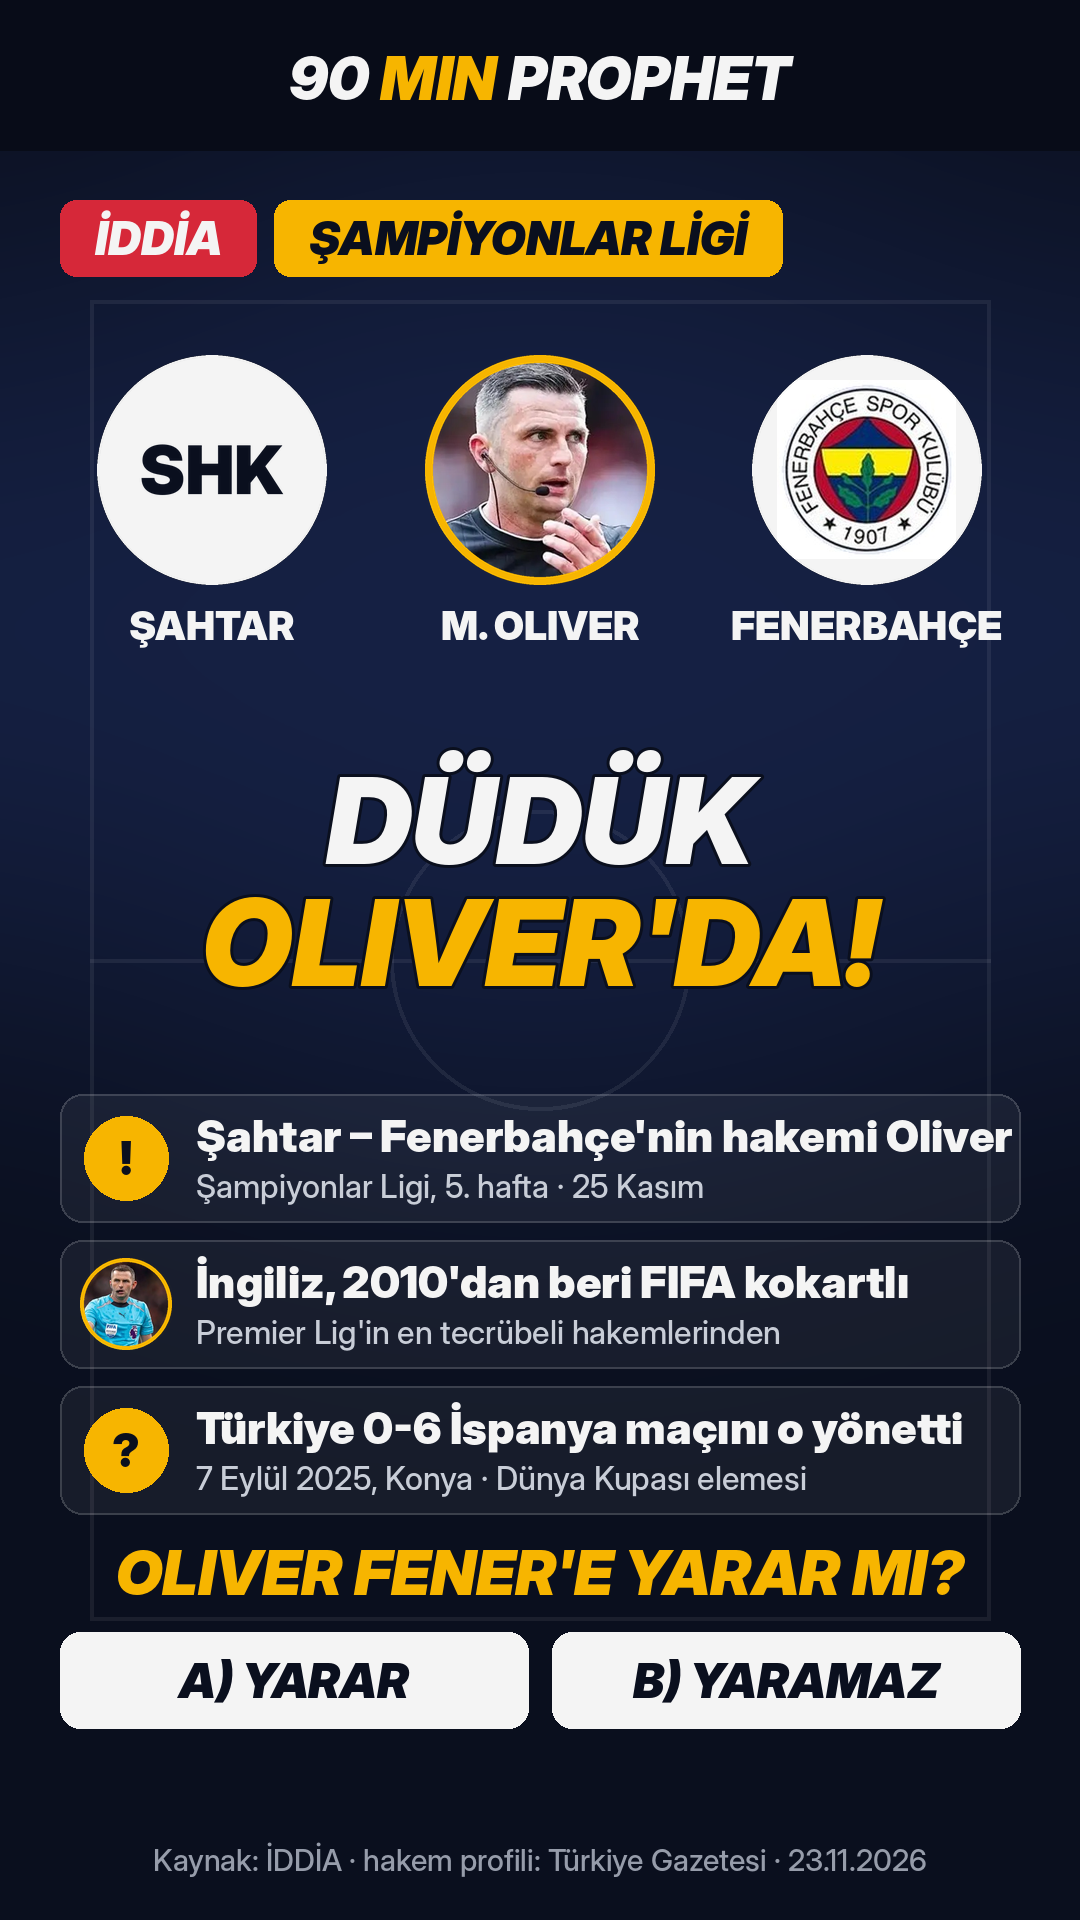 90 MIN PROPHET
İDDİA
ŞAMPİYONLAR LİGİ
SHK
FENERBAHÇE SPOR KULÜBÜ
★ 1907 ★
ŞAHTAR
M. OLIVER
FENERBAHÇE
DÜDÜK
OLIVER'DA!
!
Şahtar – Fenerbahçe'nin hakemi Oliver
Şampiyonlar Ligi, 5. hafta · 25 Kasım
İngiliz, 2010'dan beri FIFA kokartlı
Premier Lig'in en tecrübeli hakemlerinden
?
Türkiye 0-6 İspanya maçını o yönetti
7 Eylül 2025, Konya · Dünya Kupası elemesi
OLIVER FENER'E YARAR MI?
A) YARAR
B) YARAMAZ
Kaynak: İDDİA · hakem profili: Türkiye Gazetesi · 23.11.2026